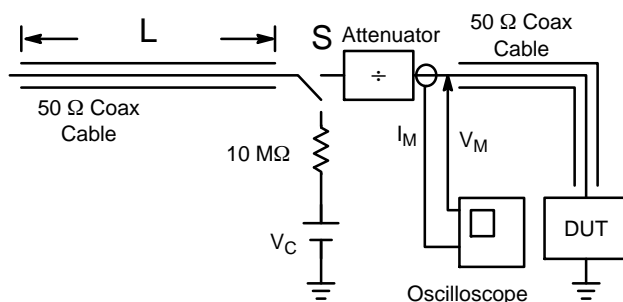 L
S
Attenuator
÷
50 Ω Coax
Cable
50 Ω Coax
Cable
10 MΩ
I_M
V_M
V_C
DUT
Oscilloscope